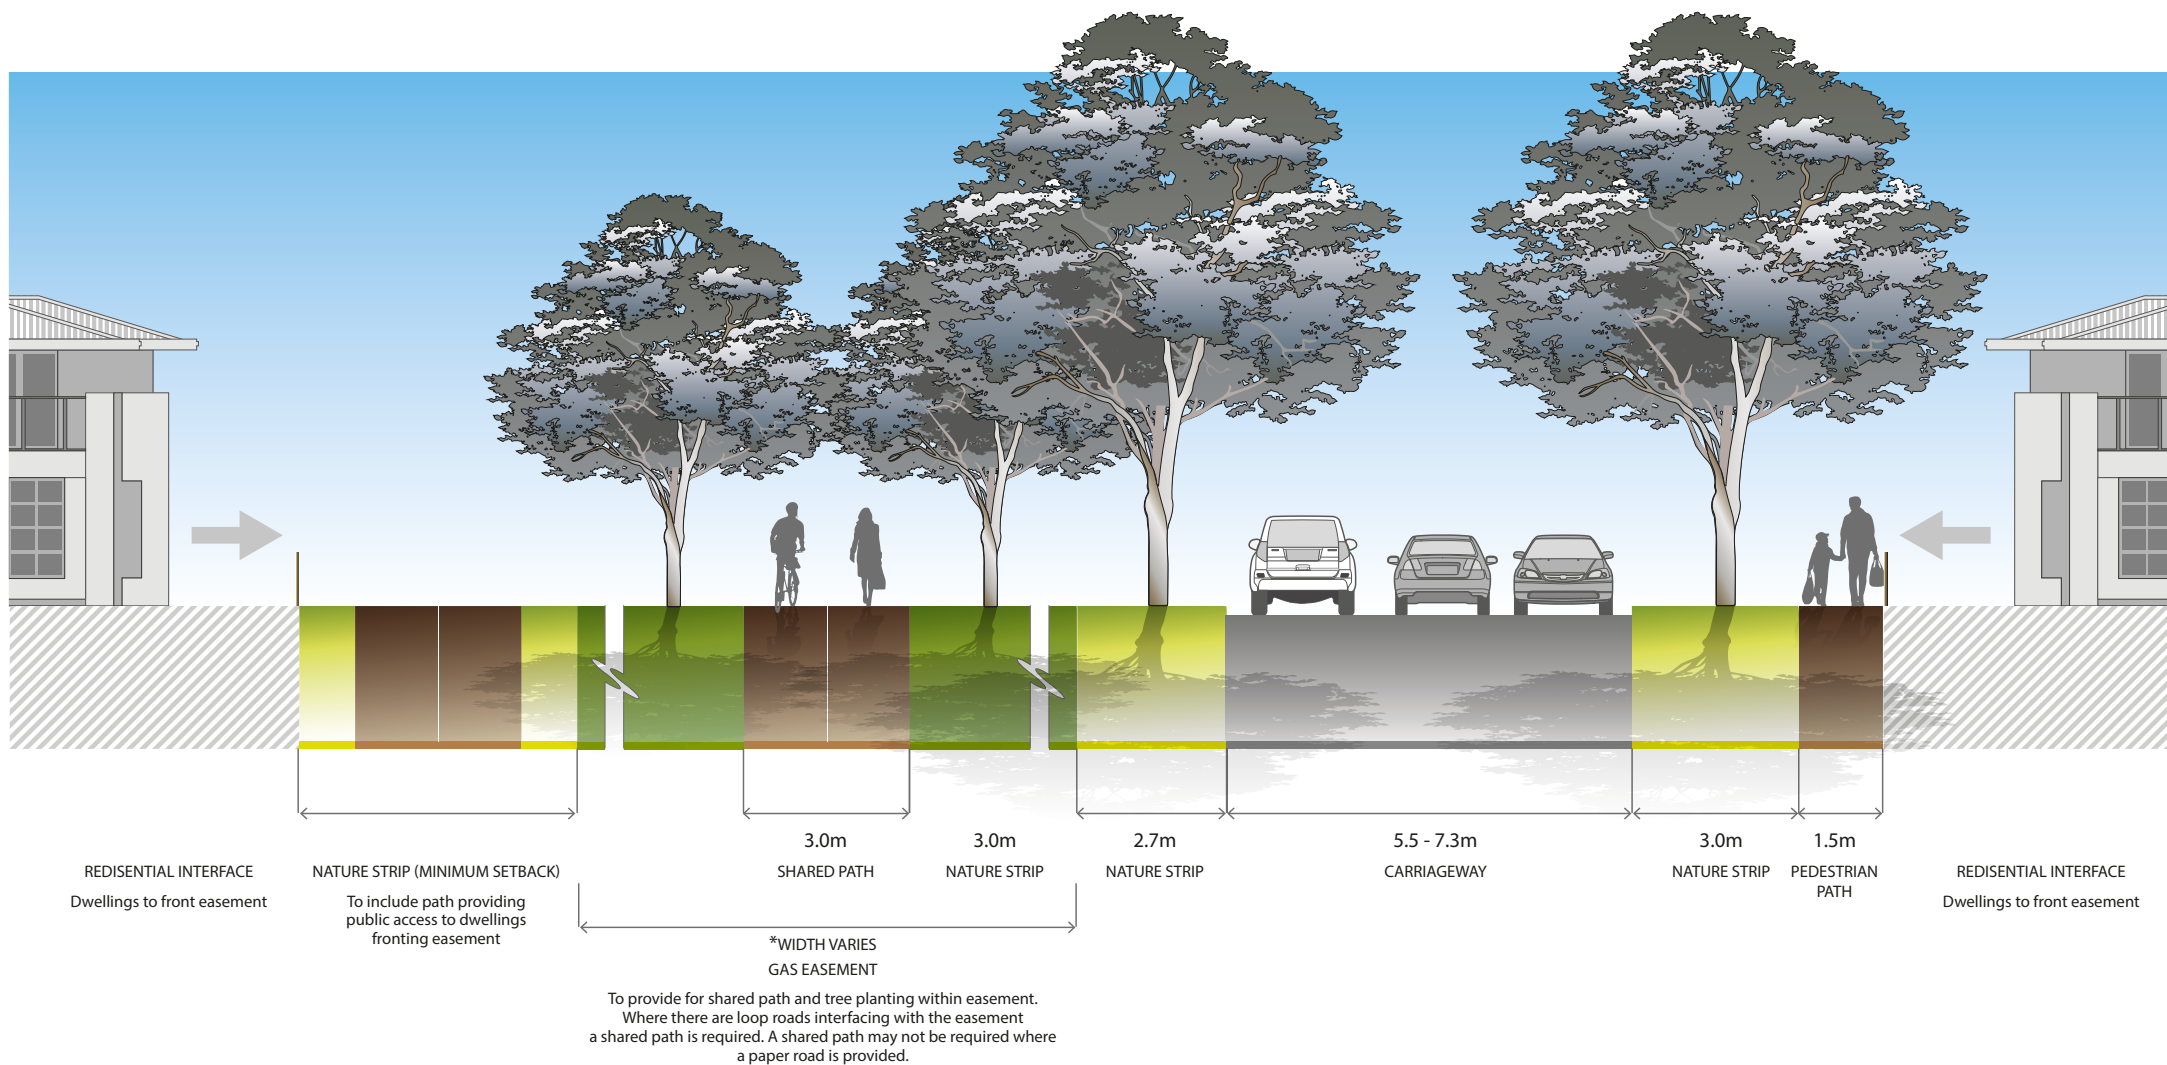 3.0m
3.0m
2.7m
5.5 - 7.3m
3.0m
1.5m
REDISENTIAL INTERFACE
Dwellings to front easement
NATURE STRIP (MINIMUM SETBACK)
To include path providing
public access to dwellings
fronting easement
SHARED PATH
NATURE STRIP
NATURE STRIP
CARRIAGEWAY
NATURE STRIP
PEDESTRIAN
PATH
REDISENTIAL INTERFACE
Dwellings to front easement
*WIDTH VARIES
GAS EASEMENT
To provide for shared path and tree planting within easement.
Where there are loop roads interfacing with the easement
a shared path is required. A shared path may not be required where
a paper road is provided.